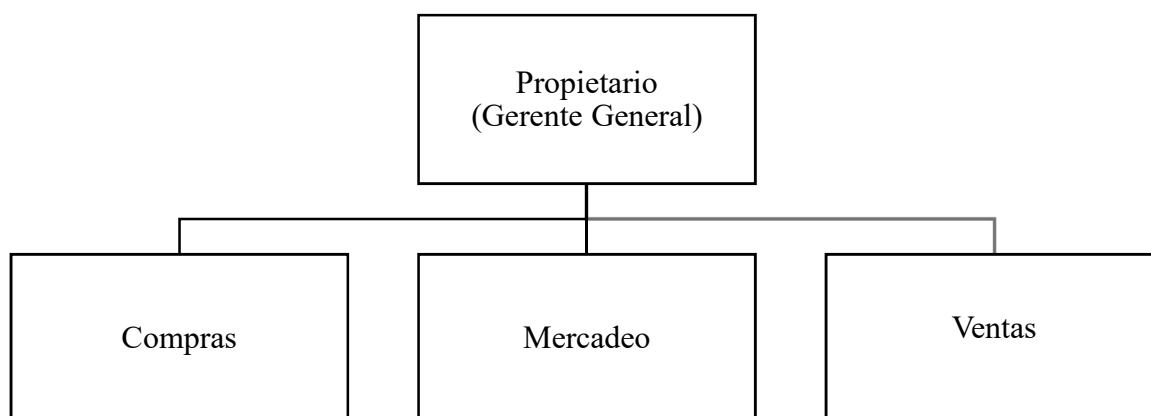 Propietario
(Gerente General)
Compras
Mercadeo
Ventas